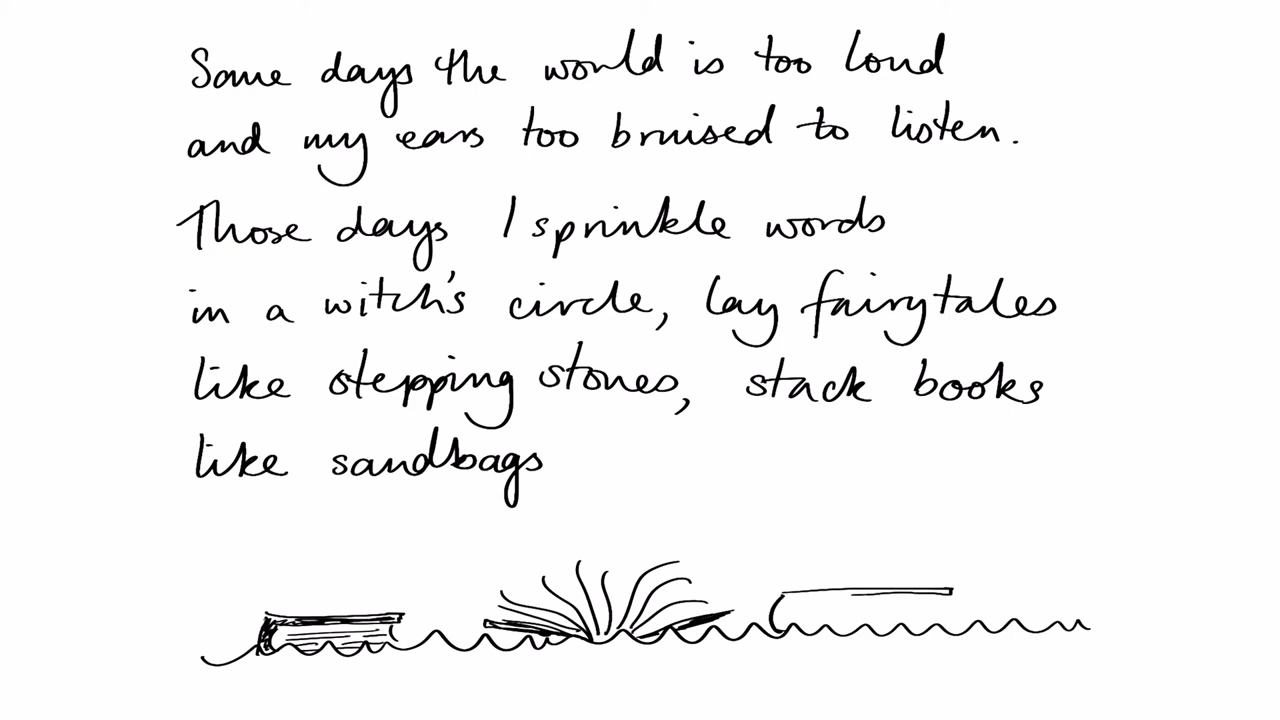 Some days the world is too loud
and my ears too bruised to listen.
Those days I sprinkle words
in a witch's circle, lay fairytales
like stepping stones, stack books
like sandbags